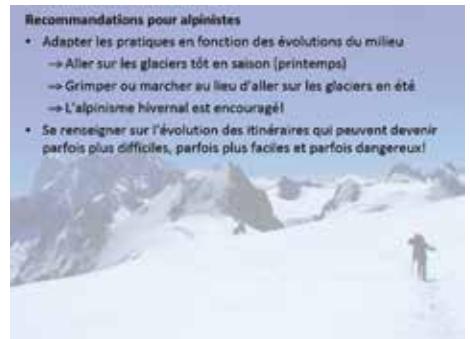 Recommandations pour alpinistes
• Adapter les pratiques en fonction des évolutions du milieu
→ Aller sur les glaciers tôt en saison (printemps)
→ Grimper ou marcher au lieu d'aller sur les glaciers en été
→ L'alpinisme hivernal est encouragé!
• Se renseigner sur l'évolution des itinéraires qui peuvent devenir
parfois plus difficiles, parfois plus faciles et parfois dangereux!